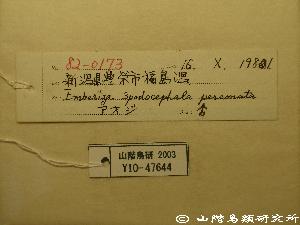 82-0173 16. X. 1981
新潟県豊栄市福島潟
Emberiza spodocephala personata
アオジ ♂
山階鳥研 2003
YIO-47644
© 山階鳥類研究所